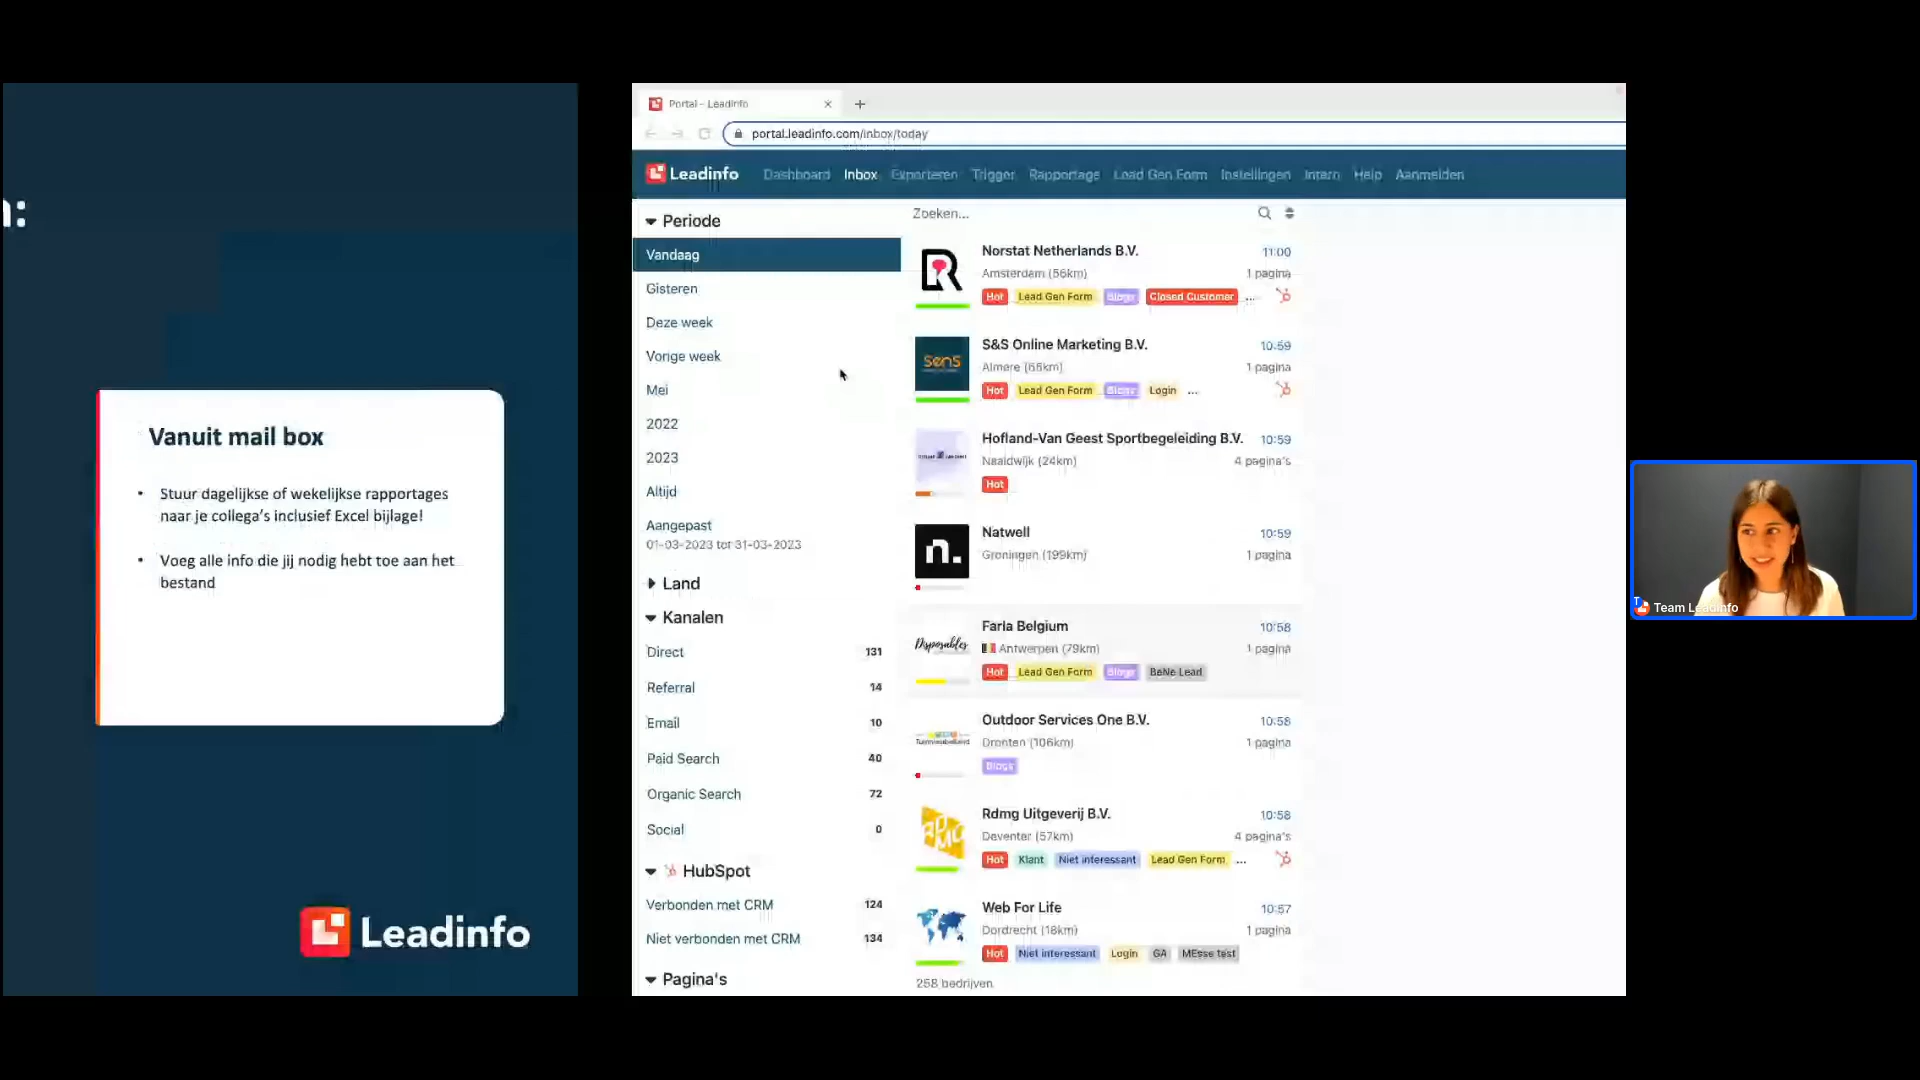 n:
Vanuit mail box
• Stuur dagelijkse of wekelijkse rapportages
naar je collega's inclusief Excel bijlage!
• Voeg alle info die jij nodig hebt toe aan het
bestand
Leadinfo
Portal - Leadinfo
portal.leadinfo.com/inbox/today
Leadinfo Dashboard Inbox Exporteren Trigger Rapportage Lead Gen Form Instellingen Intern Help Aanmelden
Periode
Vandaag
Gisteren
Deze week
Vorige week
Mei
2022
2023
Altijd
Aangepast
01-03-2023 tot 31-03-2023
Land
Kanalen
Direct 131
Referral 14
Email 10
Paid Search 40
Organic Search 72
Social 0
HubSpot
Verbonden met CRM 124
Niet verbonden met CRM 134
Pagina's
Zoeken...
Norstat Netherlands B.V. 11:00
Amsterdam (56km) 1 pagina
Hot Lead Gen Form Blogs Closed Customer ...
sens
S&S Online Marketing B.V. 10:59
Almere (66km) 1 pagina
Hot Lead Gen Form Blogs Login ...
Hofland-Van Geest Sportbegeleiding B.V. 10:59
Naaldwijk (24km) 4 pagina's
Hot
n.
Natwell 10:59
Groningen (199km) 1 pagina
Disposables
Faria Belgium 10:58
Antwerpen (79km) 1 pagina
Hot Lead Gen Form Blogs BeNe Lead
Outdoor Services One B.V. 10:58
Dronten (106km) 1 pagina
Blogs
RDMG
Rdmg Uitgeverij B.V. 10:58
Deventer (57km) 4 pagina's
Hot Klant Niet interessant Lead Gen Form ...
Web For Life 10:57
Dordrecht (18km) 1 pagina
Hot Niet interessant Login GA MEsse test
258 bedrijven
Team Leadinfo